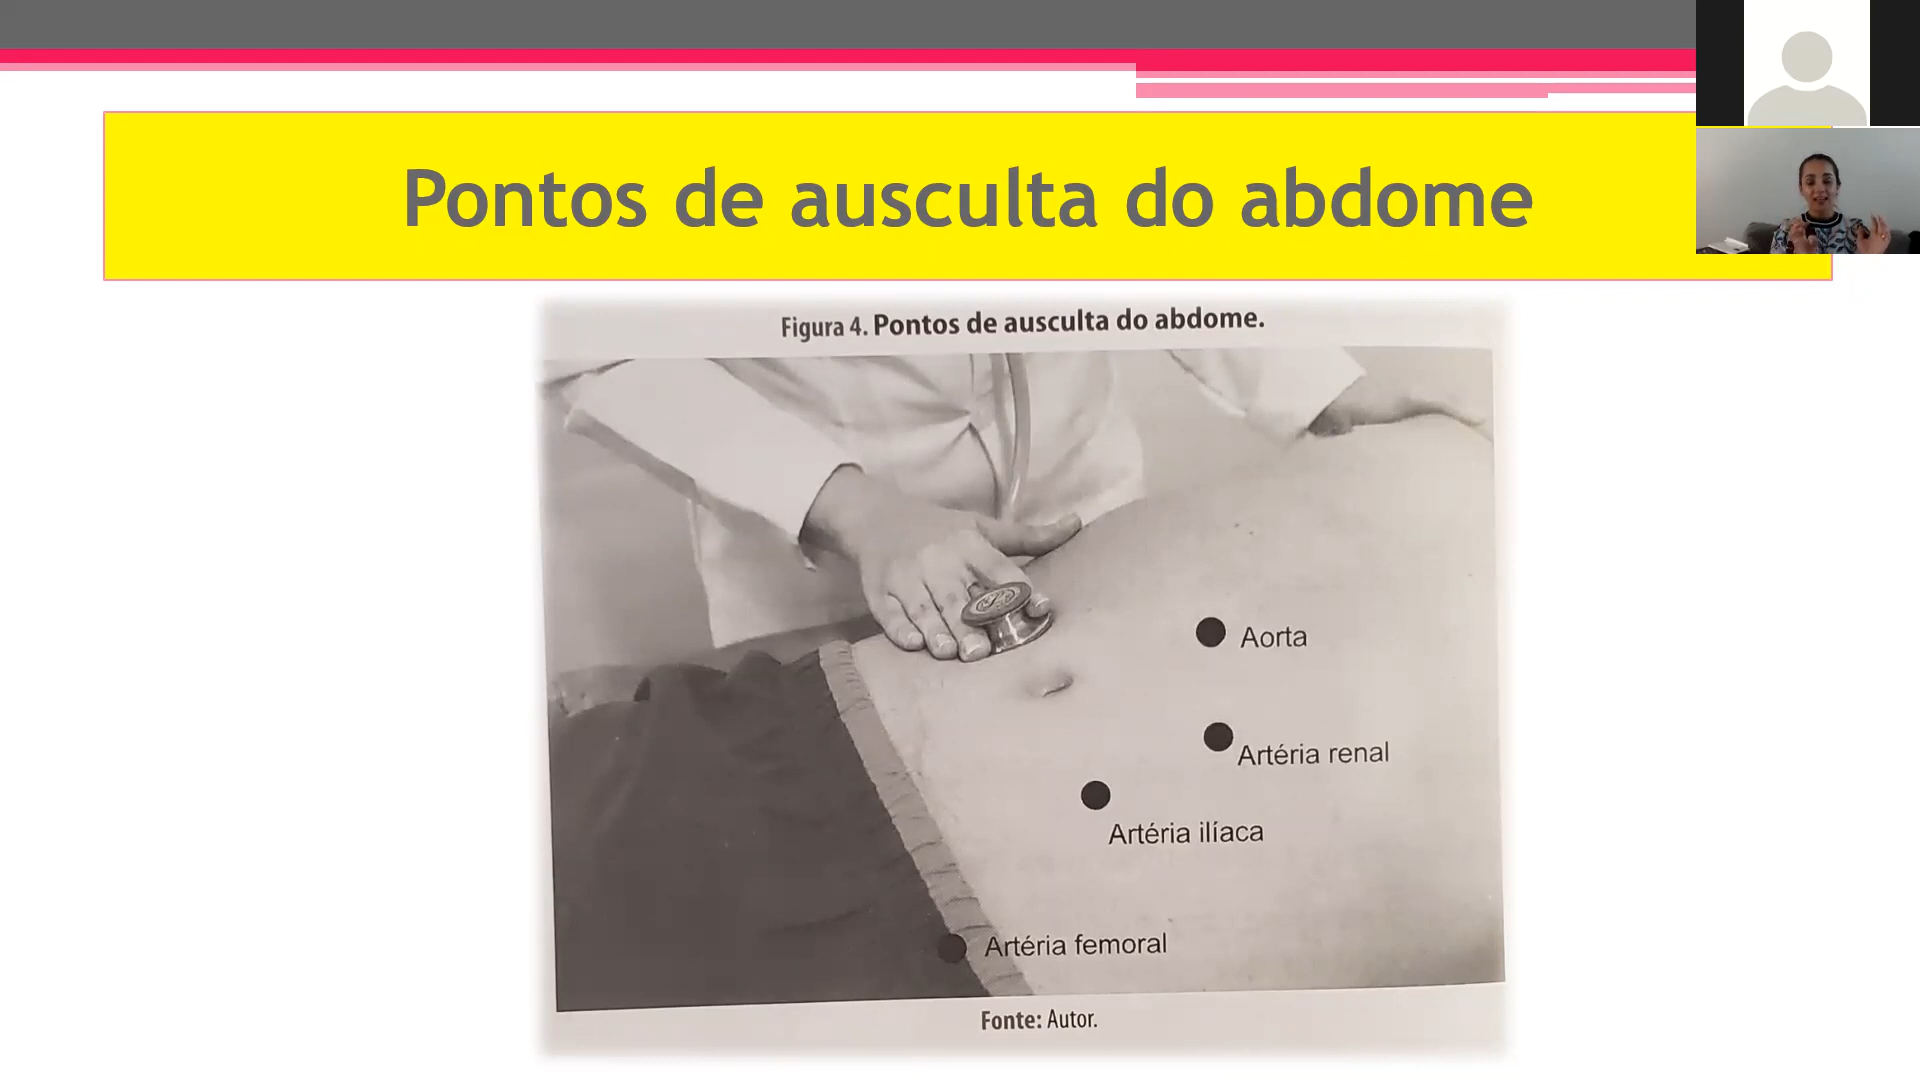 Pontos de ausculta do abdome
Figura 4. Pontos de ausculta do abdome.
Aorta
Artéria renal
Artéria ilíaca
Artéria femoral
Fonte: Autor.